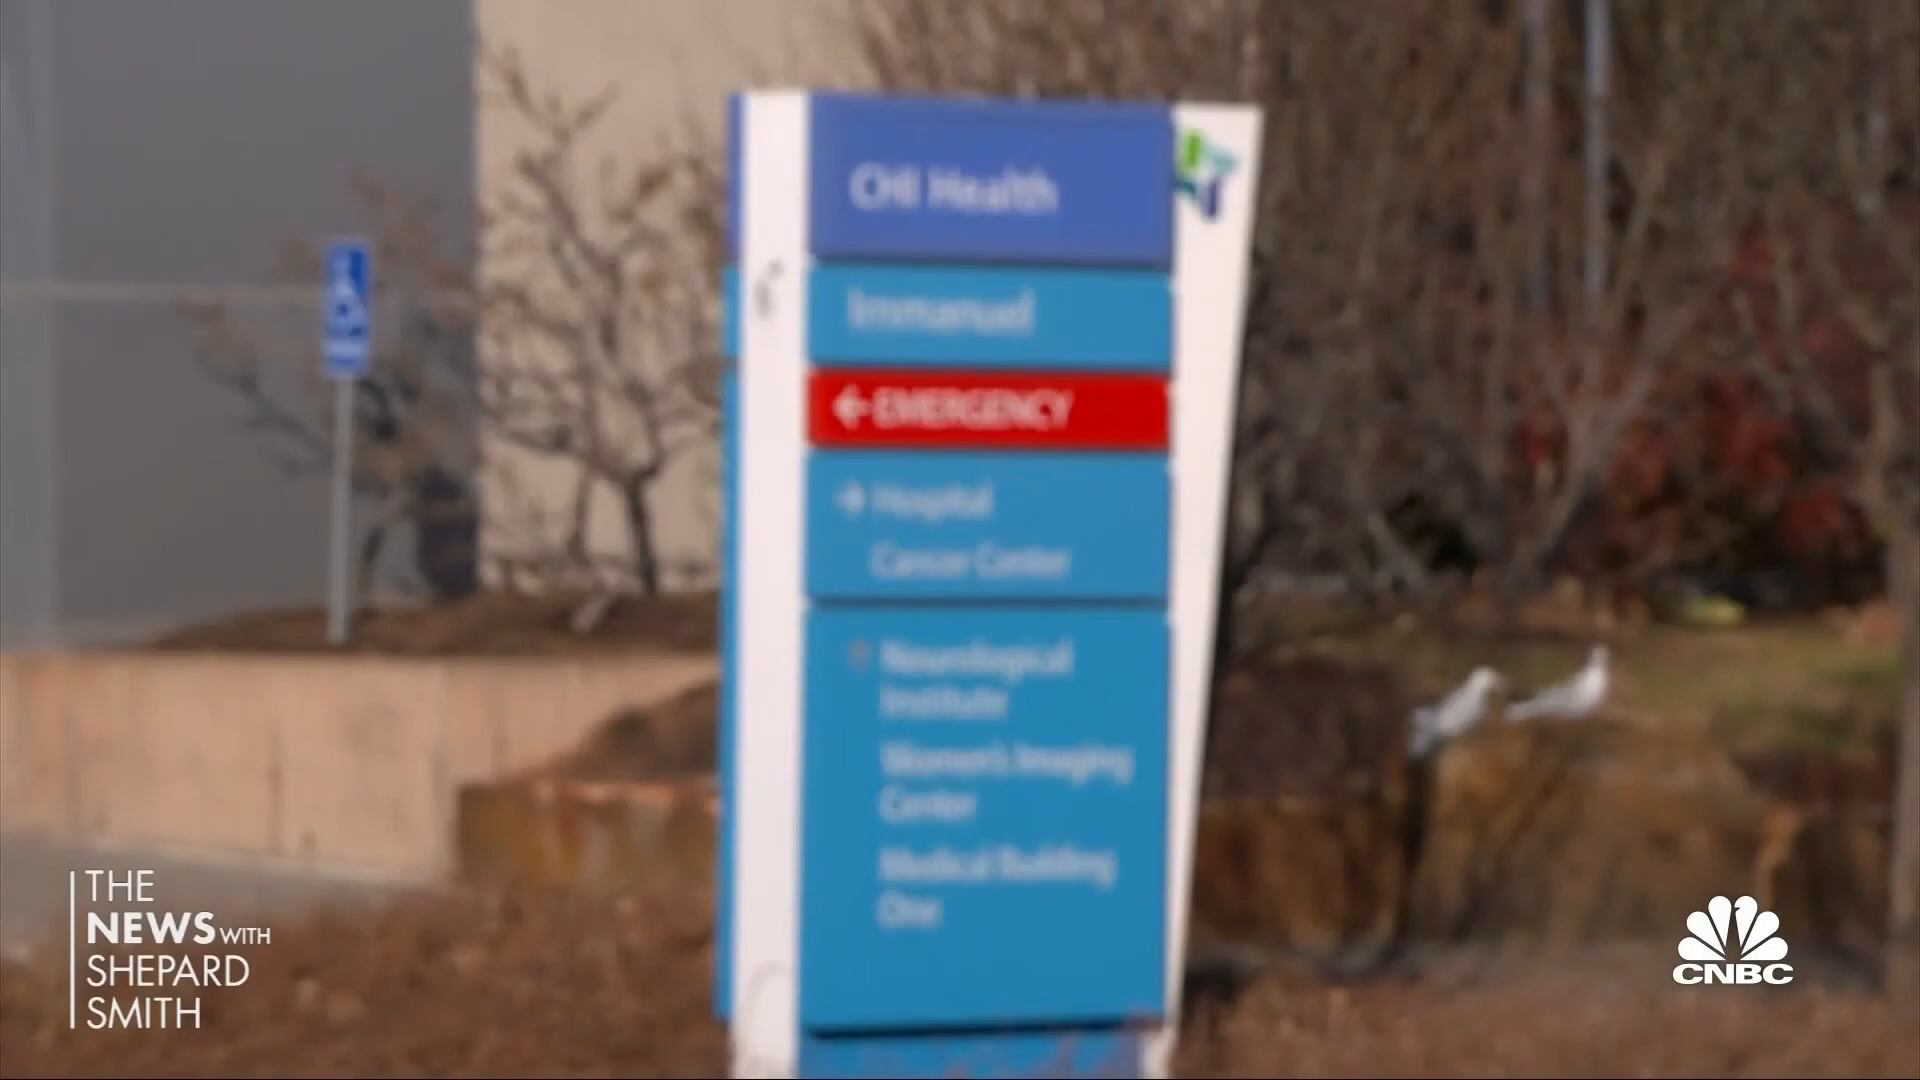 CHI Health
Immanuel
EMERGENCY
Hospital
Cancer Center
Neurological
Institute
Women's Imaging
Center
Medical Building
One
THE
NEWS WITH
SHEPARD
SMITH
CNBC